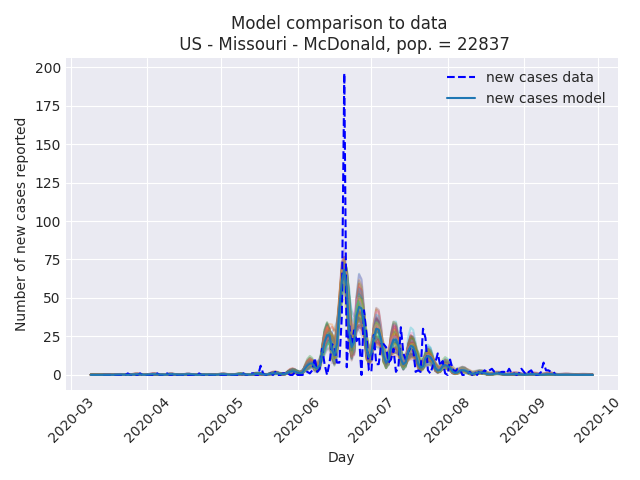 Model comparison to data
US - Missouri - McDonald, pop. = 22837
new cases data
new cases model
Number of new cases reported
200
175
150
125
100
75
50
25
0
2020-03
2020-04
2020-05
2020-06
2020-07
2020-08
2020-09
2020-10
Day